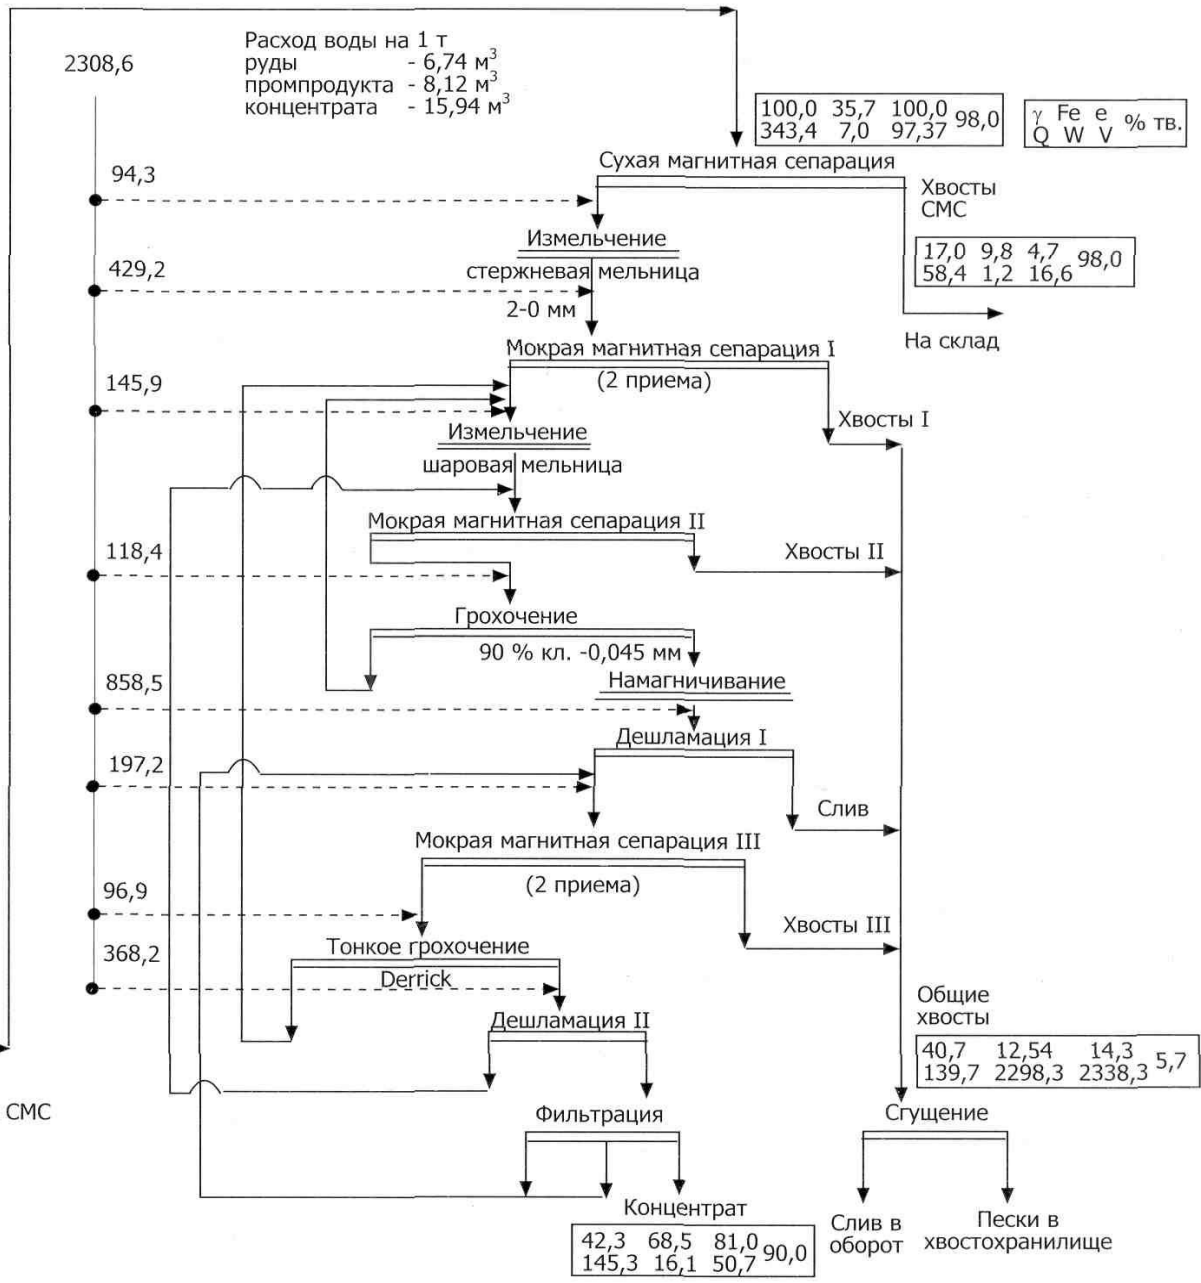 Расход воды на 1 т
руды - 6,74 м³
промпродукта - 8,12 м³
концентрата - 15,94 м³
2308,6
100,0 35,7 100,0 98,0
343,4 7,0 97,37
γ Fe e % тв.
Q W V
Сухая магнитная сепарация
94,3
Хвосты
СМС
17,0 9,8 4,7 98,0
58,4 1,2 16,6
На склад
Измельчение
стержневая мельница
429,2
2-0 мм
Мокрая магнитная сепарация I
(2 приема)
145,9
Хвосты I
Измельчение
шаровая мельница
Мокрая магнитная сепарация II
118,4
Хвосты II
Грохочение
90 % кл. -0,045 мм
858,5
Намагничивание
Дешламация I
197,2
Слив
Мокрая магнитная сепарация III
(2 приема)
96,9
Хвосты III
Тонкое грохочение
Derrick
368,2
Дешламация II
Общие
хвосты
40,7 12,54 14,3 5,7
139,7 2298,3 2338,3
СМС
Фильтрация
Сгущение
Концентрат
42,3 68,5 81,0 90,0
145,3 16,1 50,7
Слив в
оборот
Пески в
хвостохранилище